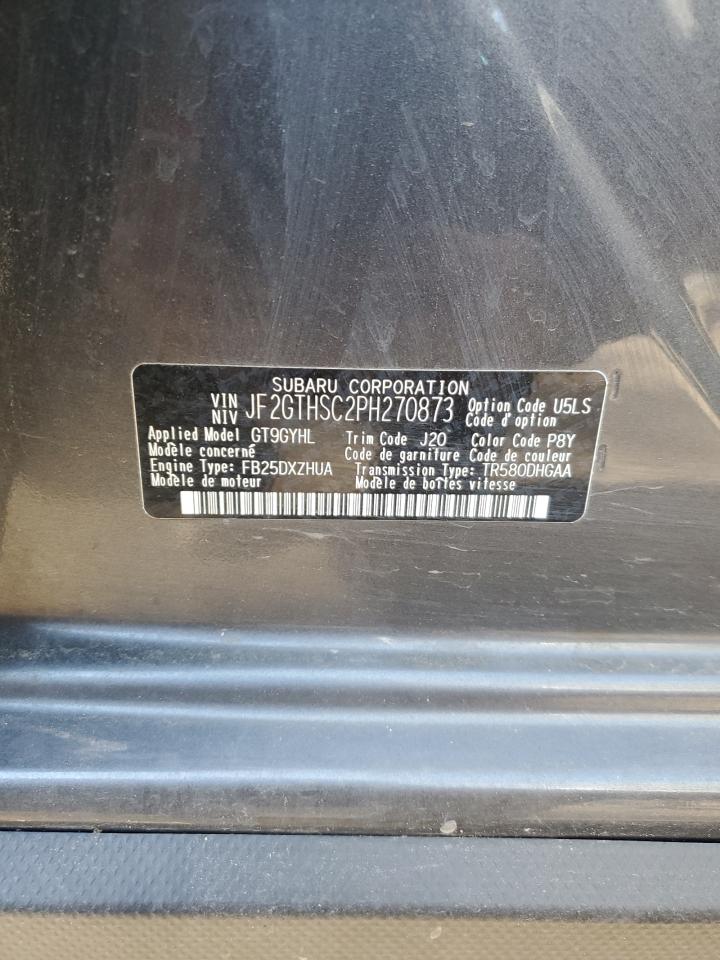 SUBARU CORPORATION
VIN NIV JF2GTHSC2PH270873 Option Code U5LS
Code d'option
Applied Model GT9GYHL Trim Code J20 Color Code P8Y
Modèle concerné Code de garniture Code de couleur
Engine Type: FB25DXZHUA Transmission Type: TR580DHGAA
Modèle de moteur Modèle de boîtes vitesse